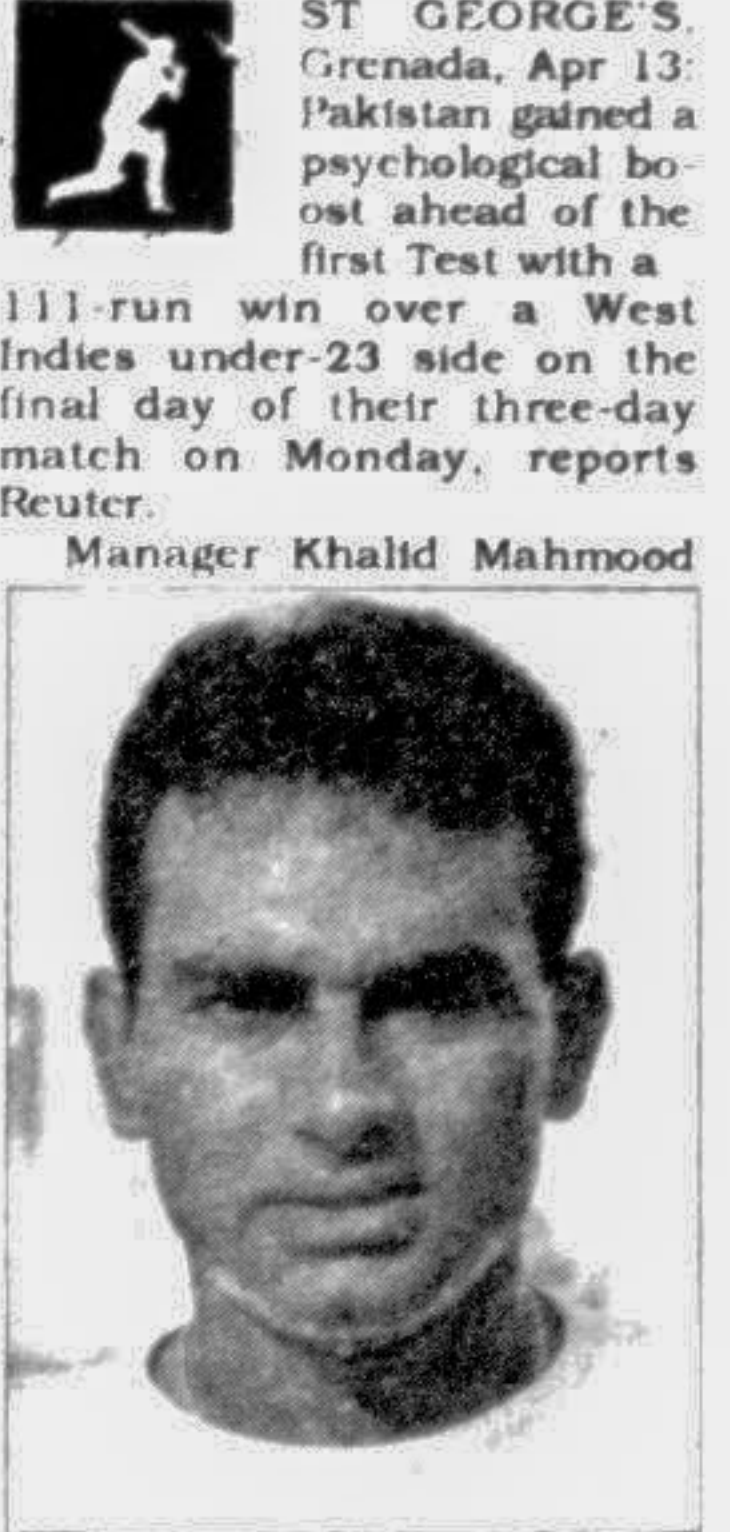 ST GEORGE'S,
Grenada, Apr 13:
Pakistan gained a
psychological bo-
ost ahead of the
first Test with a
111-run win over a West
Indies under-23 side on the
final day of their three-day
match on Monday, reports
Reuter.
Manager Khalid Mahmood